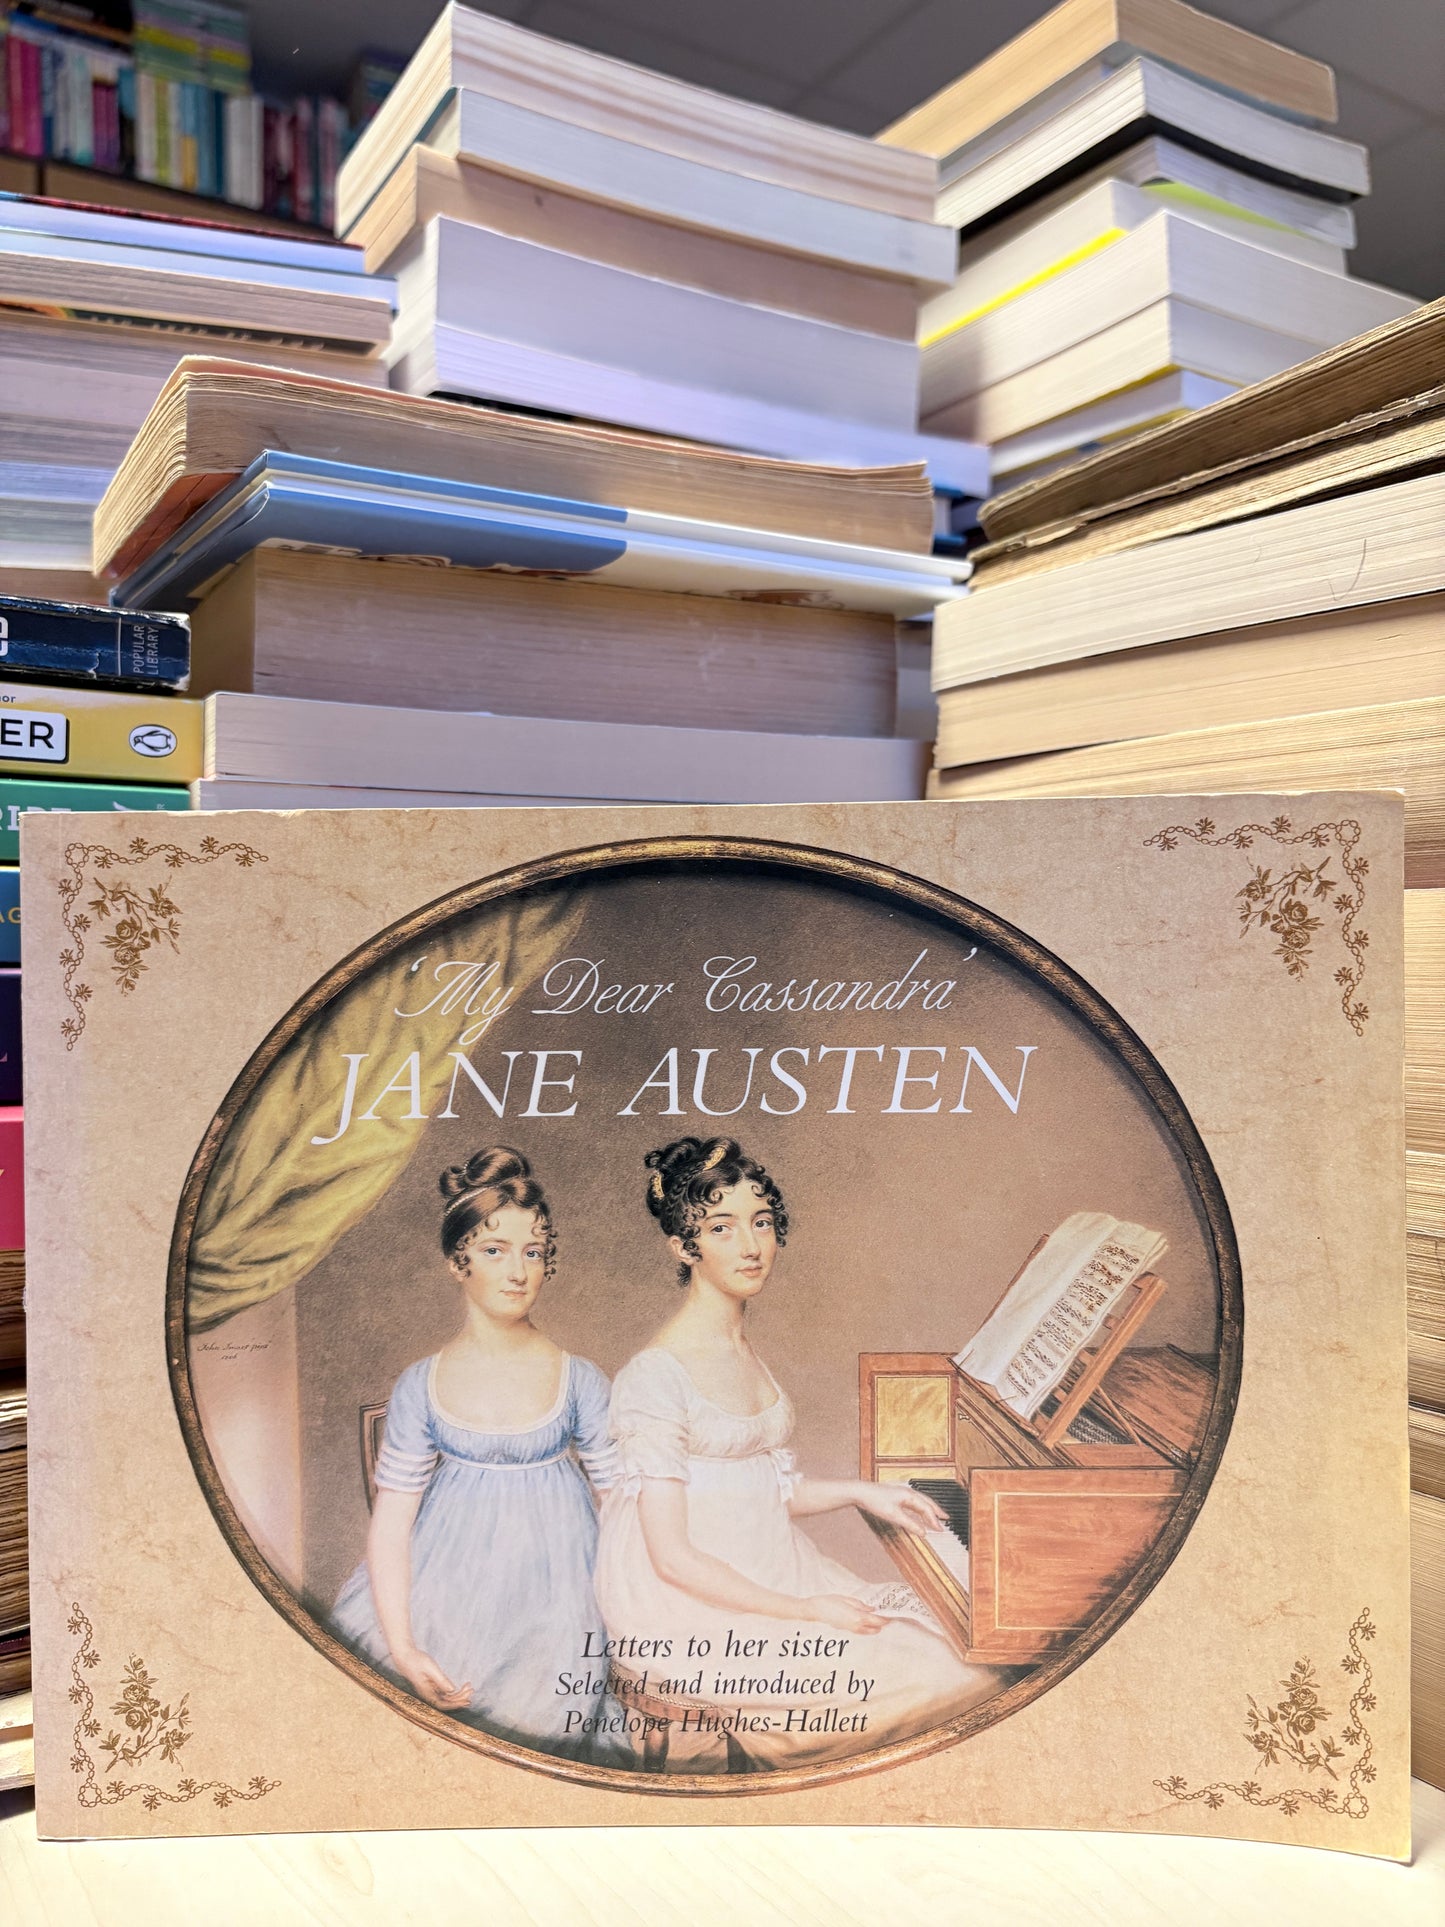 POPULAR
LIBRARY
ER
'My Dear Cassandra'
JANE AUSTEN
Letters to her sister
Selected and introduced by
Penelope Hughes-Hallett